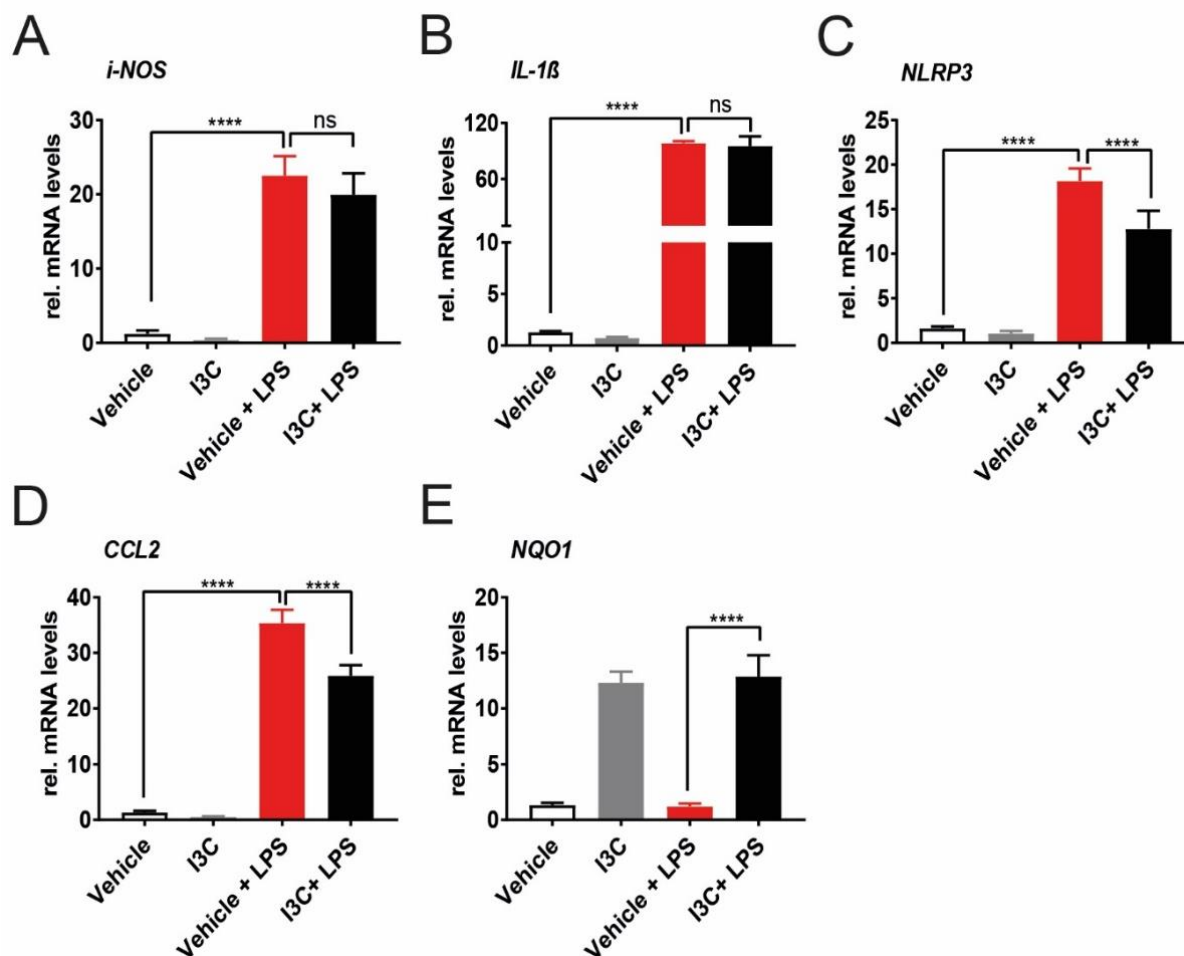 A
i-NOS
rel. mRNA levels
30
20
10
0
****
ns
Vehicle
I3C
Vehicle + LPS
I3C+ LPS
B
IL-1ß
rel. mRNA levels
120
60
10
5
0
****
ns
Vehicle
I3C
Vehicle + LPS
I3C+ LPS
C
NLRP3
rel. mRNA levels
25
20
15
10
5
0
****
****
Vehicle
I3C
Vehicle + LPS
I3C+ LPS
D
CCL2
rel. mRNA levels
40
30
20
10
0
****
****
Vehicle
I3C
Vehicle + LPS
I3C+ LPS
E
NQO1
rel. mRNA levels
20
15
10
5
0
****
Vehicle
I3C
Vehicle + LPS
I3C+ LPS